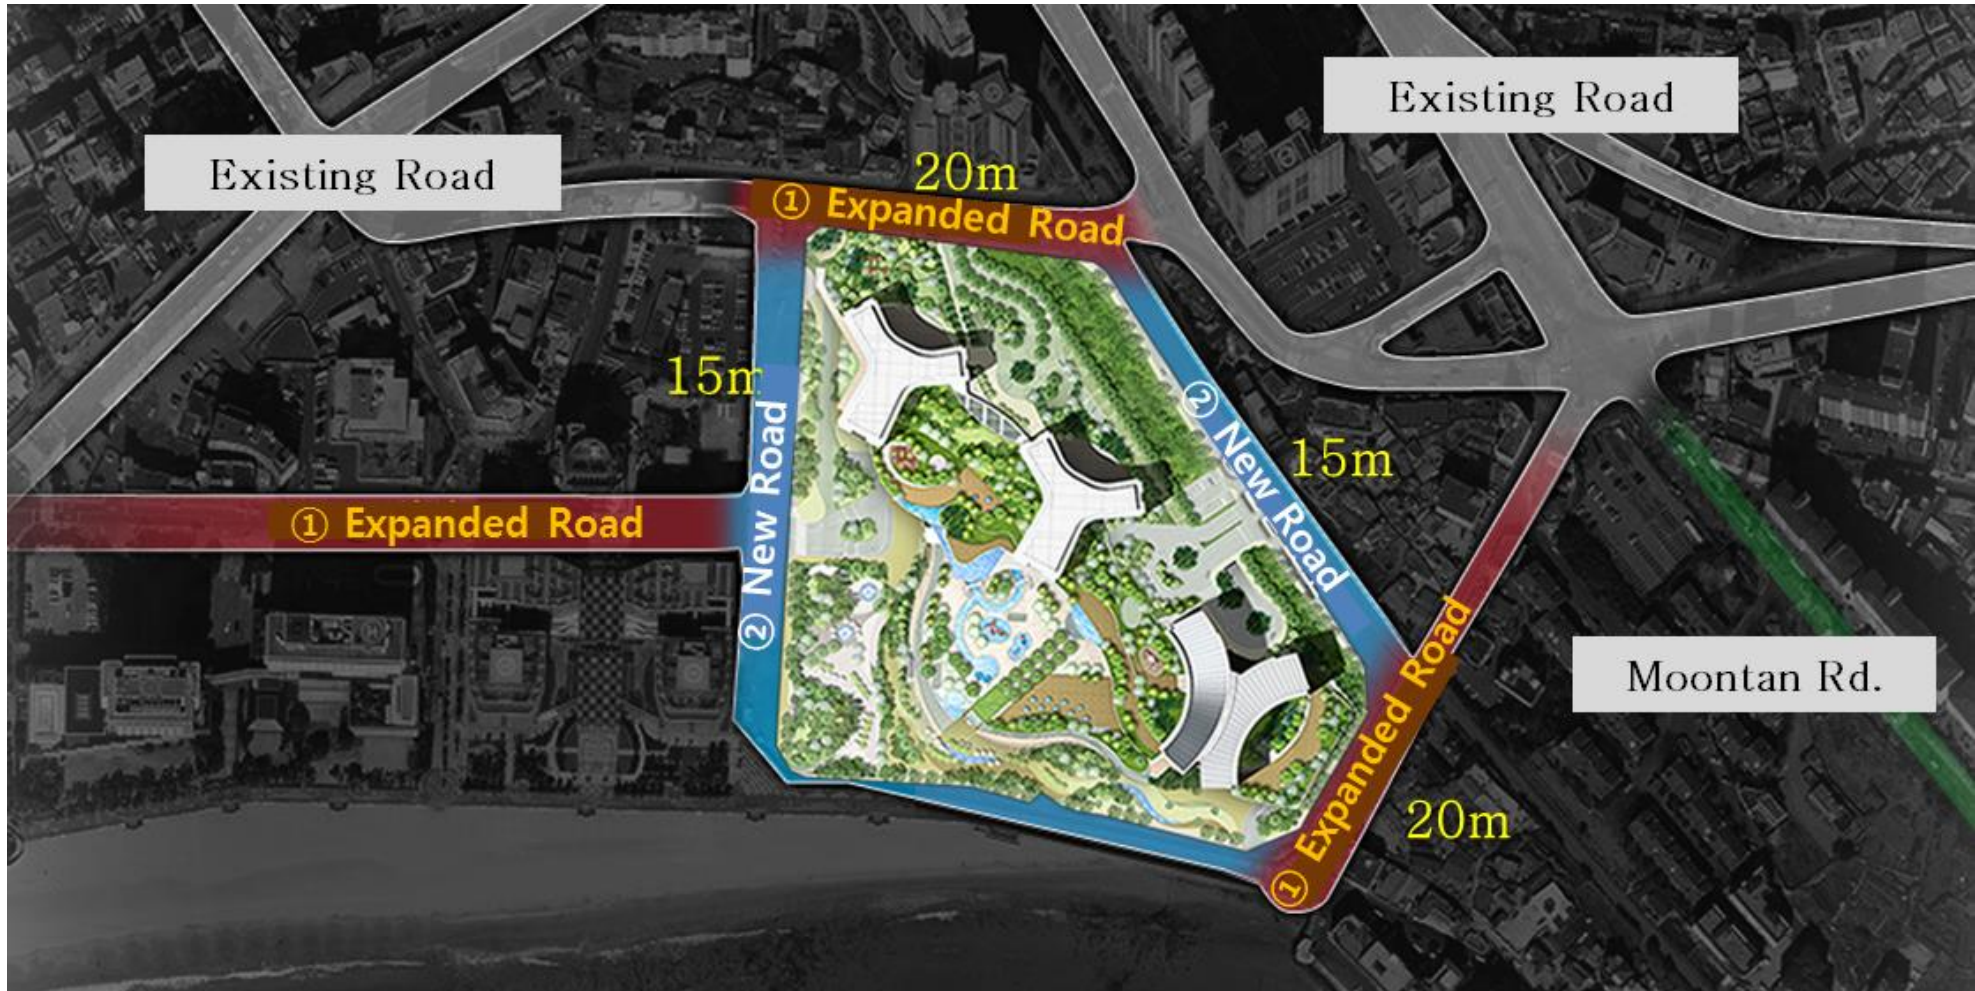 Existing Road
Existing Road
20m
① Expanded Road
15m
② New Road
② New Road
15m
① Expanded Road
Moontan Rd.
① Expanded Road
20m